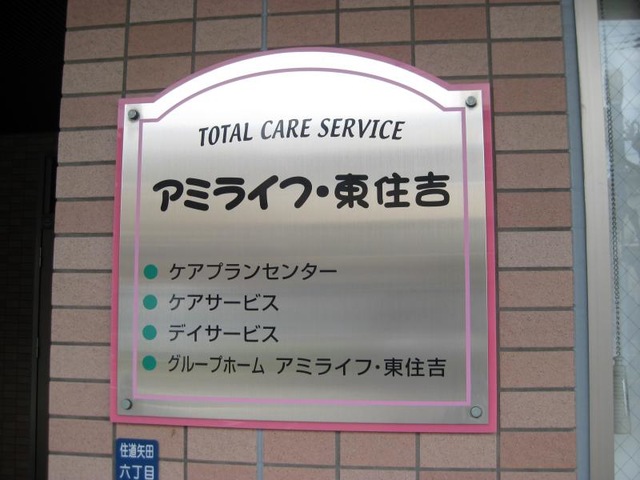 TOTAL CARE SERVICE
アミライフ・東住吉
● ケアプランセンター
● ケアサービス
● デイサービス
● グループホーム アミライフ・東住吉
住道矢田
六丁目